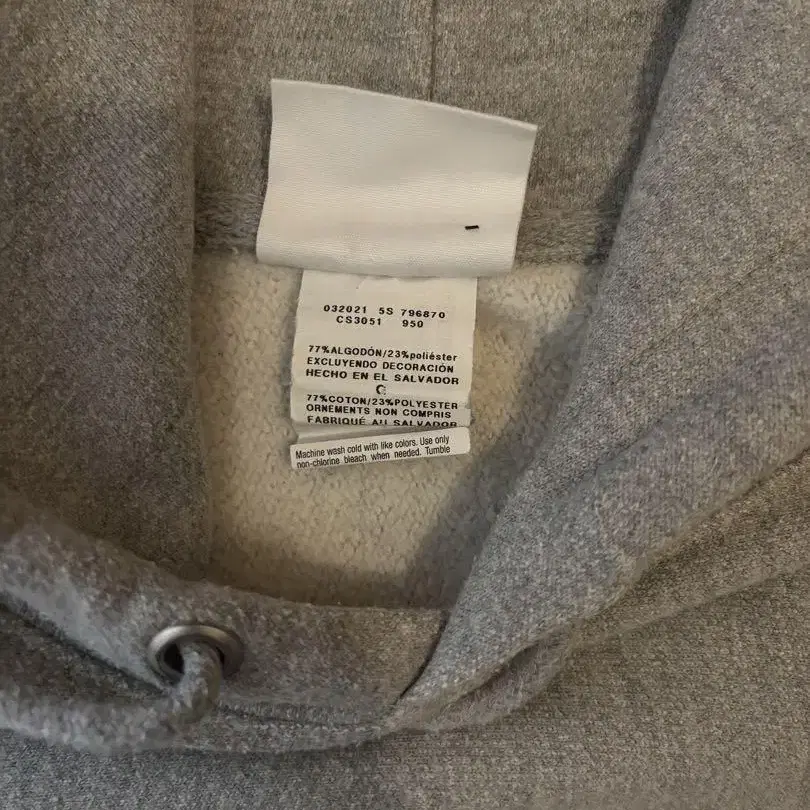 032021 5S 796870
CS3051 950
77%ALGODÓN/23%poliéster
EXCLUYENDO DECORACIÓN
HECHO EN EL SALVADOR
C
77%COTON/23%POLYESTER
ORNEMENTS NON COMPRIS
FABRIQUÉ AU SALVADOR
Machine wash cold with like colors. Use only
non-chlorine bleach when needed. Tumble